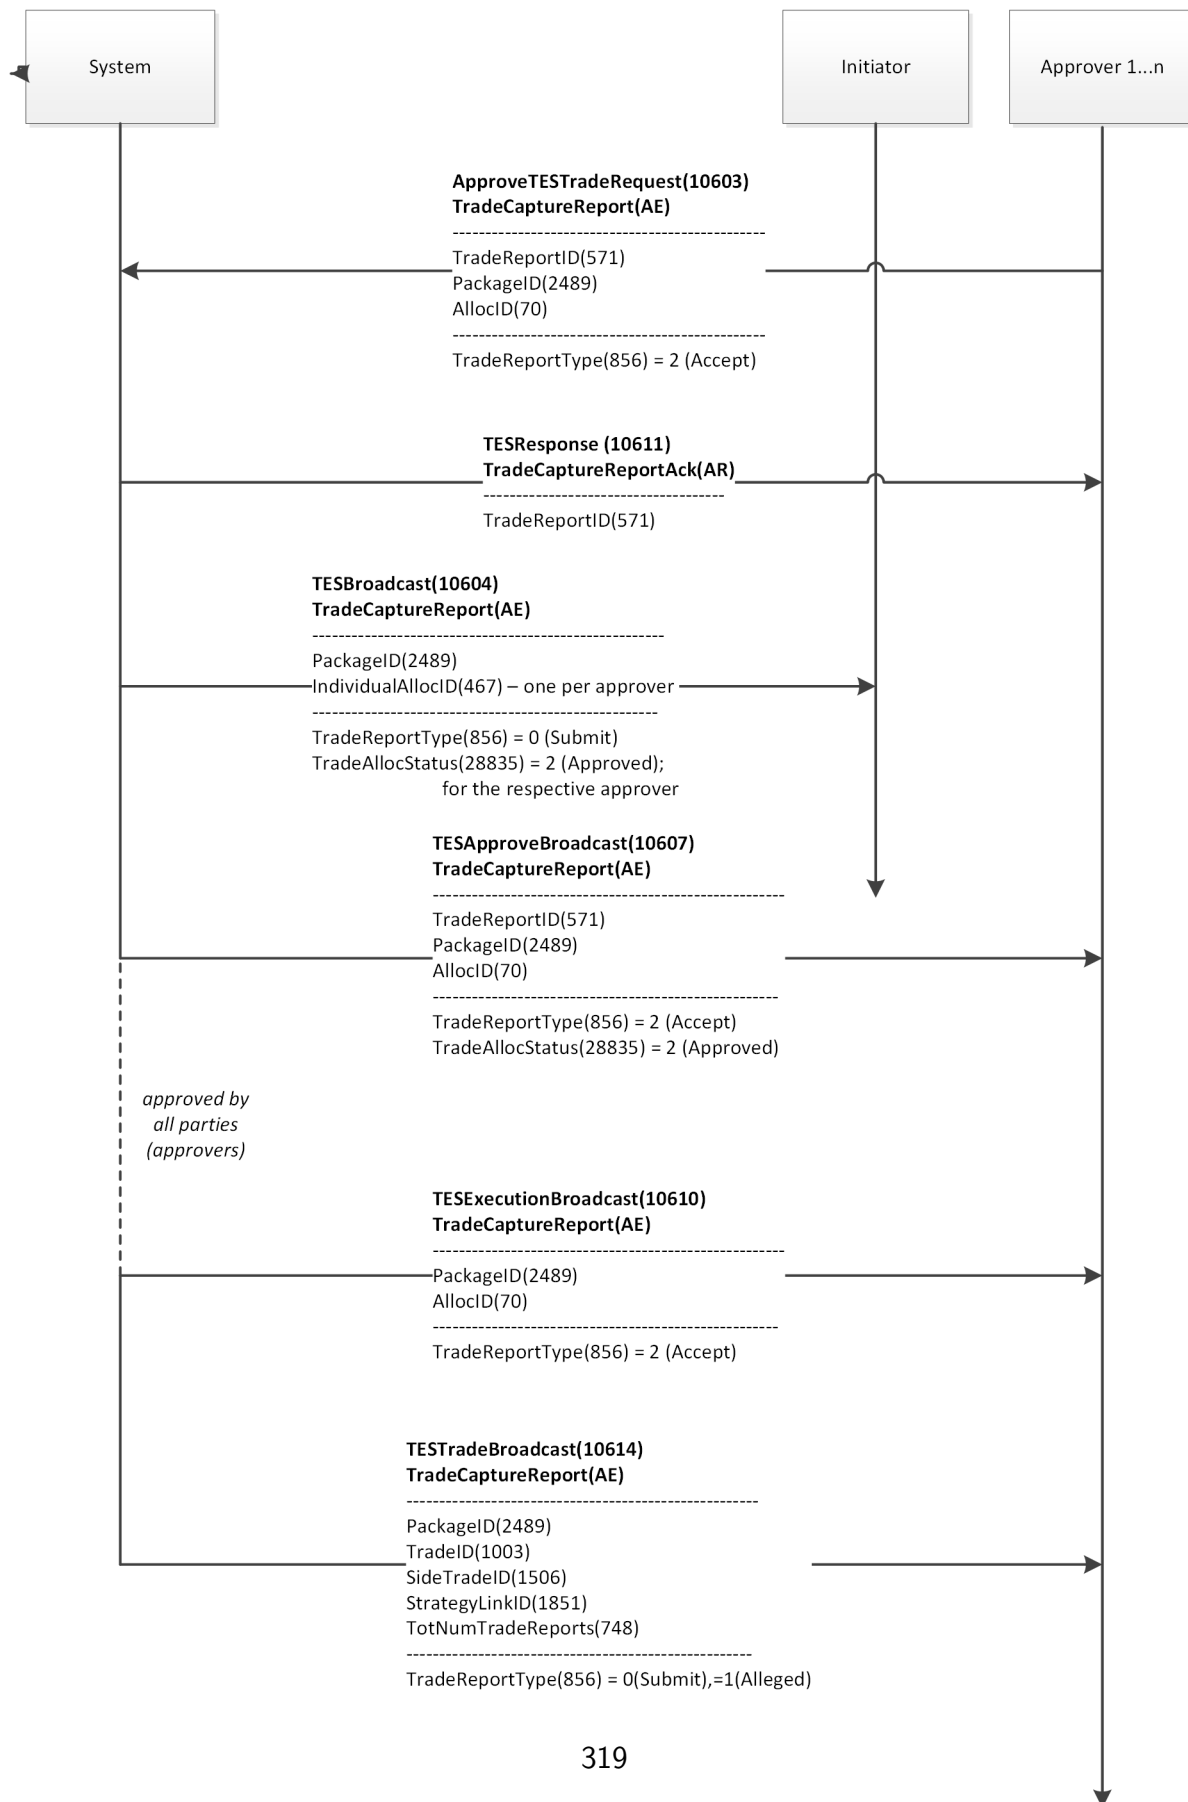 System
Initiator
Approver 1...n
ApproveTESTradeRequest(10603)
TradeCaptureReport(AE)
------------------------------------------------
TradeReportID(571)
PackageID(2489)
AllocID(70)
------------------------------------------------
TradeReportType(856) = 2 (Accept)
TESResponse (10611)
TradeCaptureReportAck(AR)
-------------------------------------
TradeReportID(571)
TESBroadcast(10604)
TradeCaptureReport(AE)
------------------------------------------------------
PackageID(2489)
IndividualAllocID(467) – one per approver
-----------------------------------------------------
TradeReportType(856) = 0 (Submit)
TradeAllocStatus(28835) = 2 (Approved);
for the respective approver
TESApproveBroadcast(10607)
TradeCaptureReport(AE)
------------------------------------------------------
TradeReportID(571)
PackageID(2489)
AllocID(70)
-----------------------------------------------------
TradeReportType(856) = 2 (Accept)
TradeAllocStatus(28835) = 2 (Approved)
approved by
all parties
(approvers)
TESExecutionBroadcast(10610)
TradeCaptureReport(AE)
------------------------------------------------------
PackageID(2489)
AllocID(70)
-----------------------------------------------------
TradeReportType(856) = 2 (Accept)
TESTradeBroadcast(10614)
TradeCaptureReport(AE)
------------------------------------------------------
PackageID(2489)
TradeID(1003)
SideTradeID(1506)
StrategyLinkID(1851)
TotNumTradeReports(748)
-----------------------------------------------------
TradeReportType(856) = 0(Submit),=1(Alleged)
319